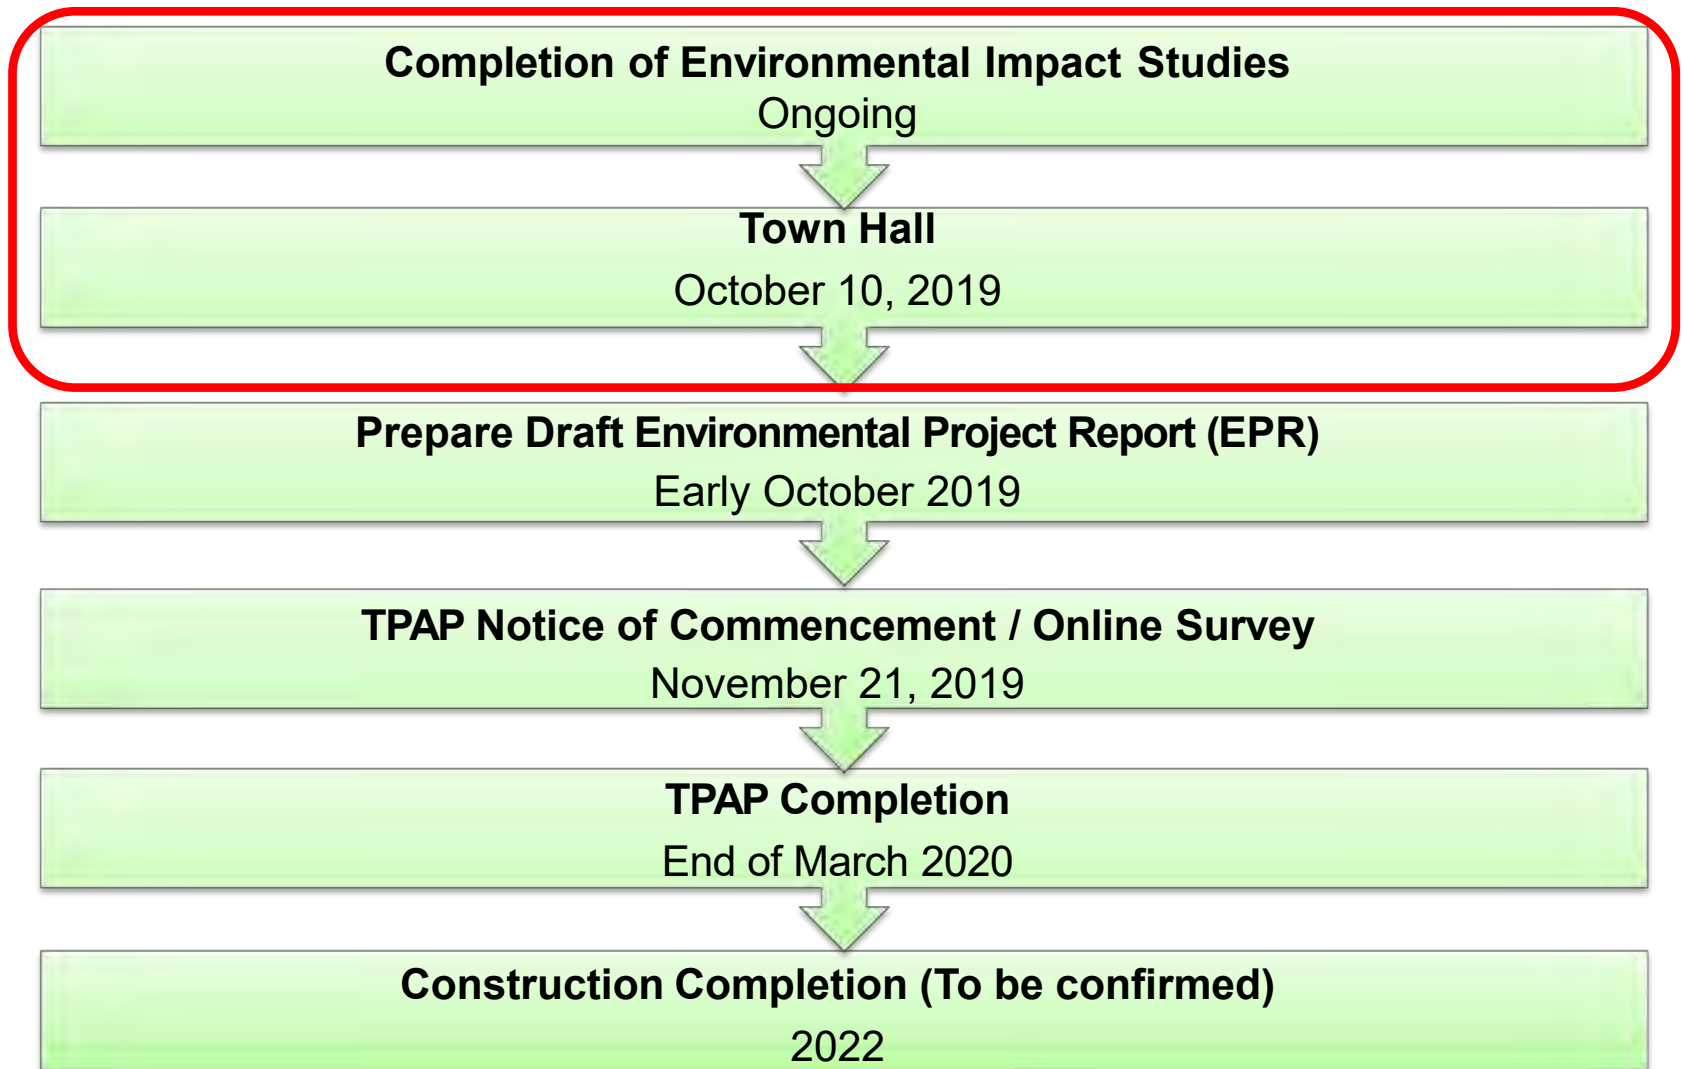 Completion of Environmental Impact Studies
Ongoing
Town Hall
October 10, 2019
Prepare Draft Environmental Project Report (EPR)
Early October 2019
TPAP Notice of Commencement / Online Survey
November 21, 2019
TPAP Completion
End of March 2020
Construction Completion (To be confirmed)
2022